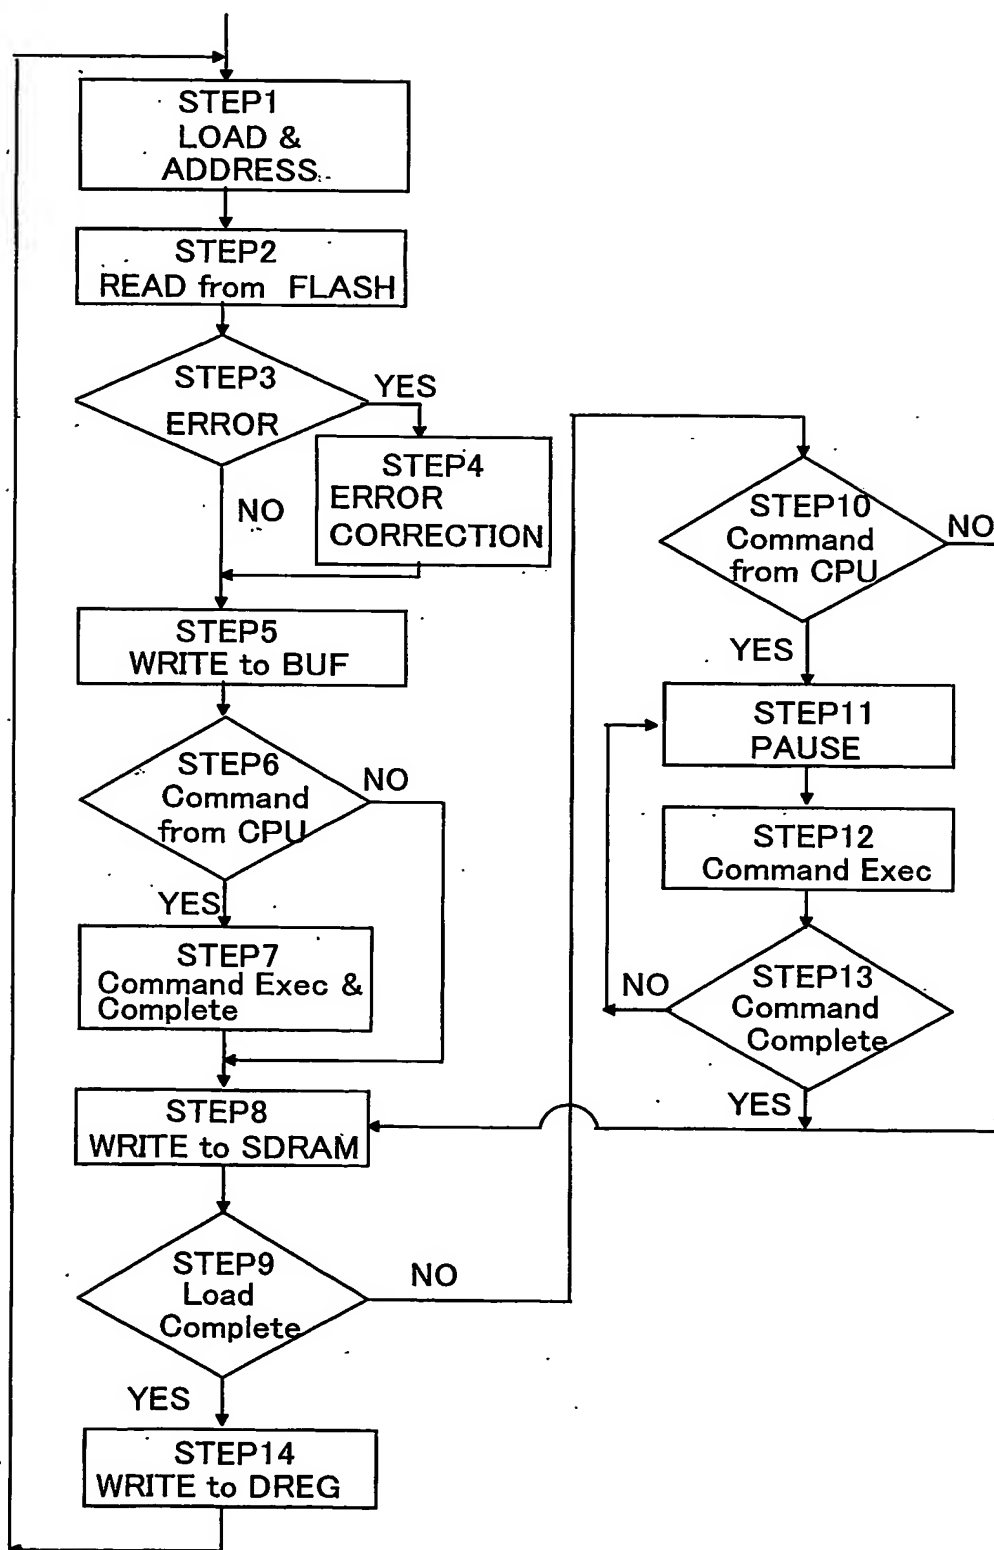 STEP1
LOAD &
ADDRESS
STEP2
READ from FLASH
STEP3
ERROR
YES
NO
STEP4
ERROR
CORRECTION
STEP5
WRITE to BUF
STEP6
Command
from CPU
NO
YES
STEP7
Command Exec &
Complete
STEP8
WRITE to SDRAM
STEP9
Load
Complete
NO
YES
STEP14
WRITE to DREG
STEP10
Command
from CPU
NO
YES
STEP11
PAUSE
STEP12
Command Exec
STEP13
Command
Complete
NO
YES